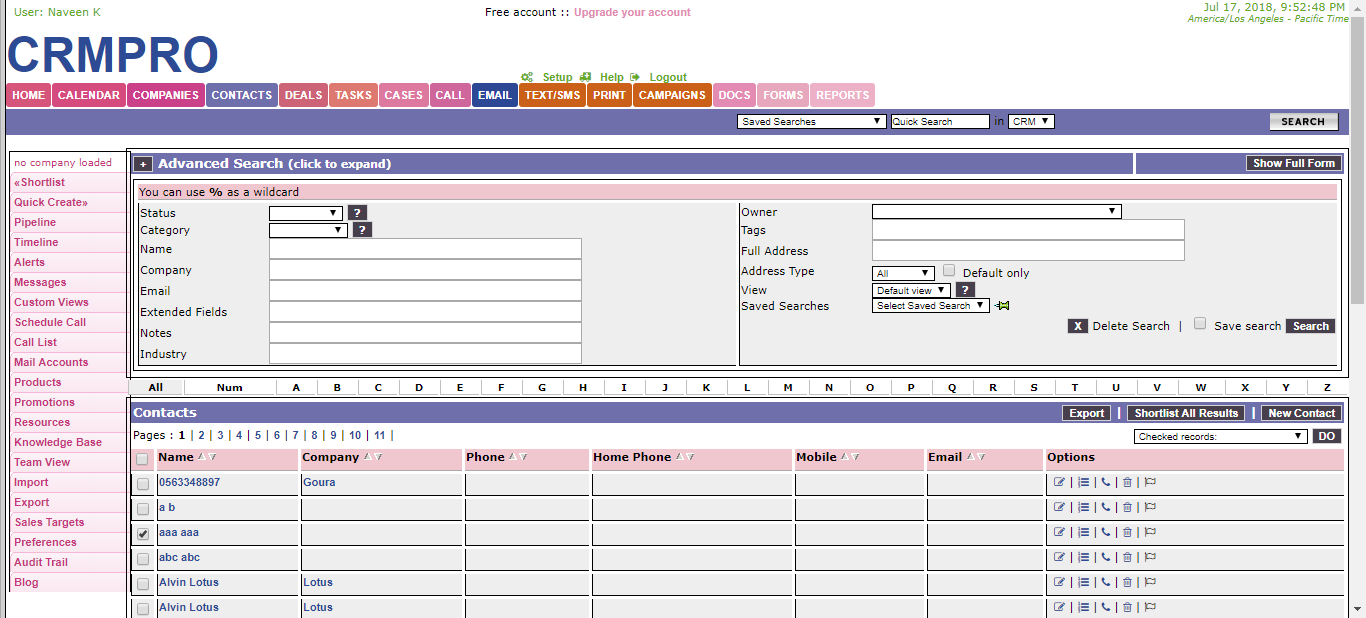 User: Naveen K
Free account :: Upgrade your account
Jul 17, 2018, 9:52:48 PM
America/Los Angeles - Pacific Time
CRMPRO
Setup Help Logout
HOME CALENDAR COMPANIES CONTACTS DEALS TASKS CASES CALL EMAIL TEXT/SMS PRINT CAMPAIGNS DOCS FORMS REPORTS
Saved Searches Quick Search in CRM SEARCH
no company loaded
«Shortlist
Quick Create»
Pipeline
Timeline
Alerts
Messages
Custom Views
Schedule Call
Call List
Mail Accounts
Products
Promotions
Resources
Knowledge Base
Team View
Import
Export
Sales Targets
Preferences
Audit Trail
Blog
+ Advanced Search (click to expand) Show Full Form
You can use % as a wildcard
Status ?
Category ?
Name
Company
Email
Extended Fields
Notes
Industry
Owner
Tags
Full Address
Address Type All Default only
View Default view ?
Saved Searches Select Saved Search
X Delete Search | Save search Search
All Num A B C D E F G H I J K L M N O P Q R S T U V W X Y Z
Contacts Export | Shortlist All Results | New Contact
Pages : 1 | 2 | 3 | 4 | 5 | 6 | 7 | 8 | 9 | 10 | 11 |
Checked records: DO
Name Company Phone Home Phone Mobile Email Options
0563348897 Goura | | | |
a b | | | |
aaa aaa | | | |
abc abc | | | |
Alvin Lotus Lotus | | | |
Alvin Lotus Lotus | | | |